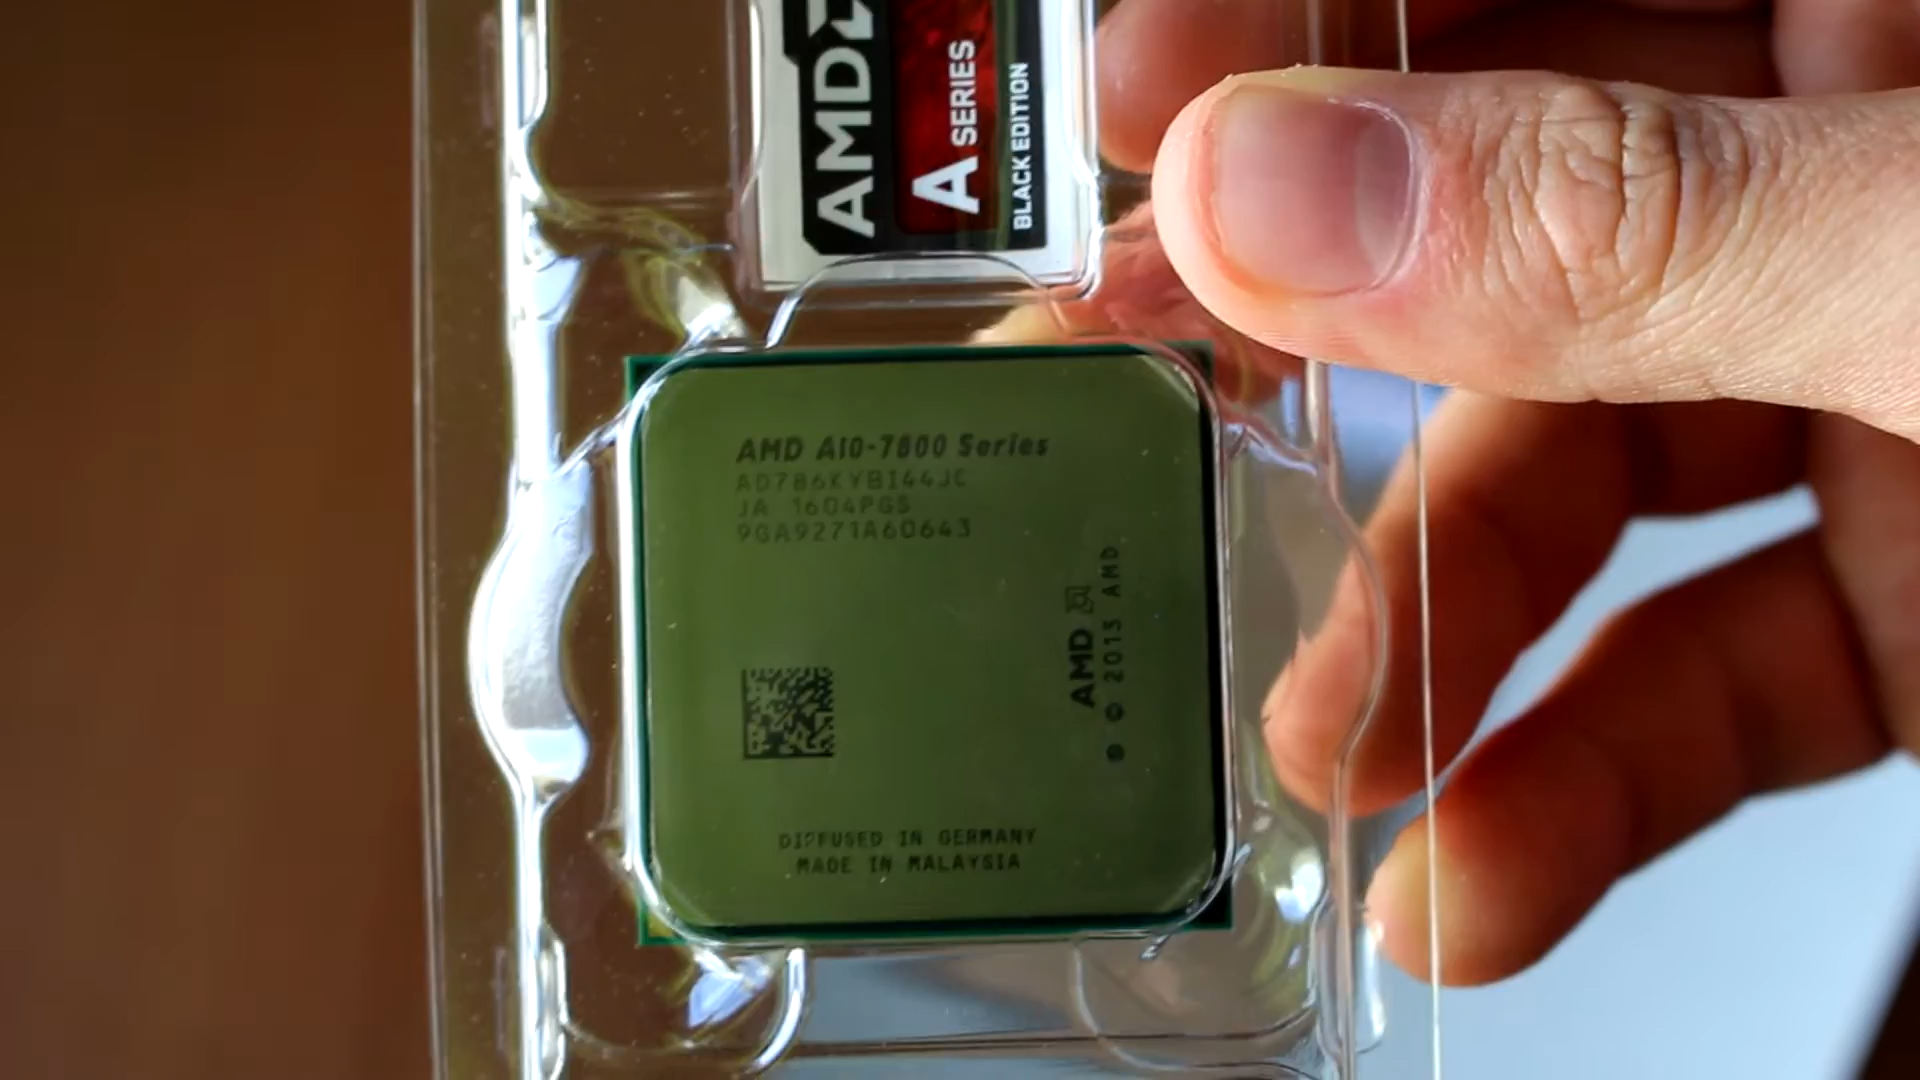 AMD
A SERIES
BLACK EDITION
AMD A10-7800 Series
AD786KYBI44JC
JA 1604PGS
9GA9271A60643
AMD
© 2013 AMD
DIFFUSED IN GERMANY
MADE IN MALAYSIA